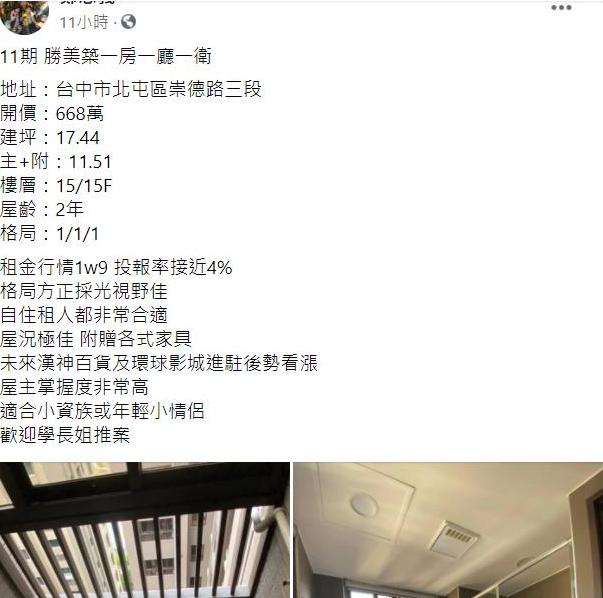 11小時
11期 勝美築一房一廳一衛
地址：台中市北屯區崇德路三段
開價：668萬
建坪：17.44
主+附：11.51
樓層：15/15F
屋齡：2年
格局：1/1/1
租金行情1w9 投報率接近4%
格局方正採光視野佳
自住租人都非常合適
屋況極佳 附贈各式家具
未來漢神百貨及環球影城進駐後勢看漲
屋主掌握度非常高
適合小資族或年輕小情侶
歡迎學長姐推案